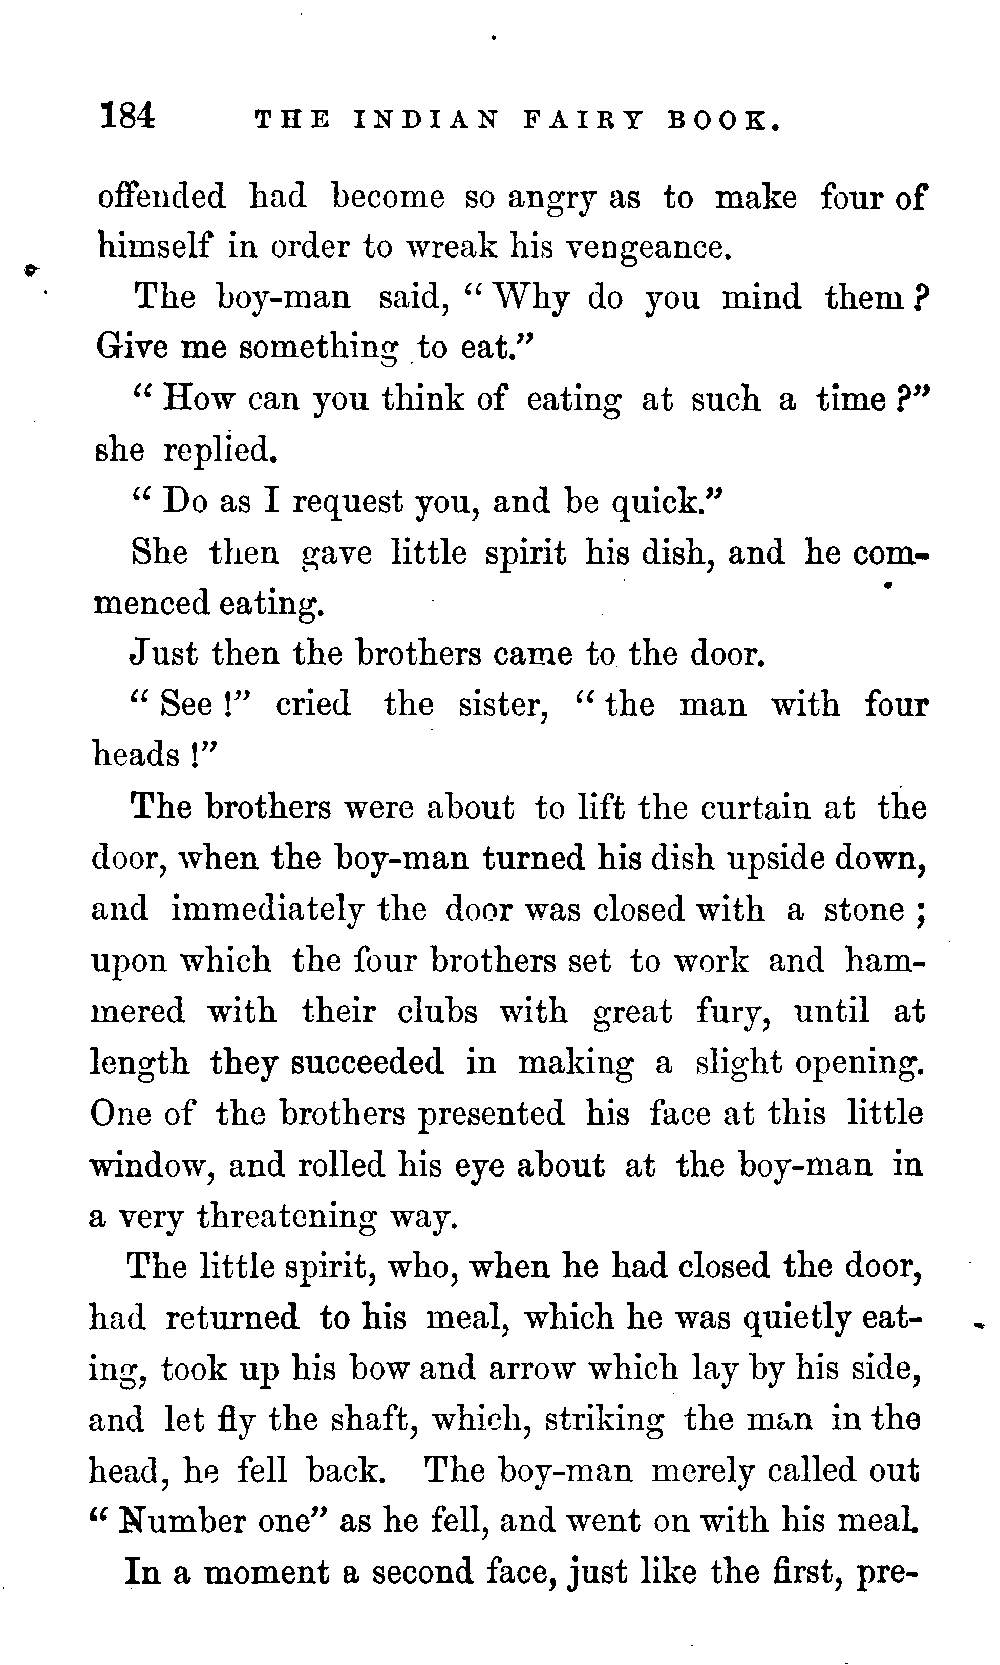 184 THE INDIAN FAIRY BOOK.
offended had become so angry as to make four of
himself in order to wreak his vengeance.
The boy-man said, “ Why do you mind them ?
Give me something to eat.”
“ How can you think of eating at such a time ?”
she replied.
“ Do as I request you, and be quick.”
She then gave little spirit his dish, and he com-
menced eating.
Just then the brothers came to the door.
“ See !” cried the sister, “ the man with four
heads !”
The brothers were about to lift the curtain at the
door, when the boy-man turned his dish upside down,
and immediately the door was closed with a stone ;
upon which the four brothers set to work and ham-
mered with their clubs with great fury, until at
length they succeeded in making a slight opening.
One of the brothers presented his face at this little
window, and rolled his eye about at the boy-man in
a very threatening way.
The little spirit, who, when he had closed the door,
had returned to his meal, which he was quietly eat-
ing, took up his bow and arrow which lay by his side,
and let fly the shaft, which, striking the man in the
head, he fell back. The boy-man merely called out
“ Number one” as he fell, and went on with his meal.
In a moment a second face, just like the first, pre-